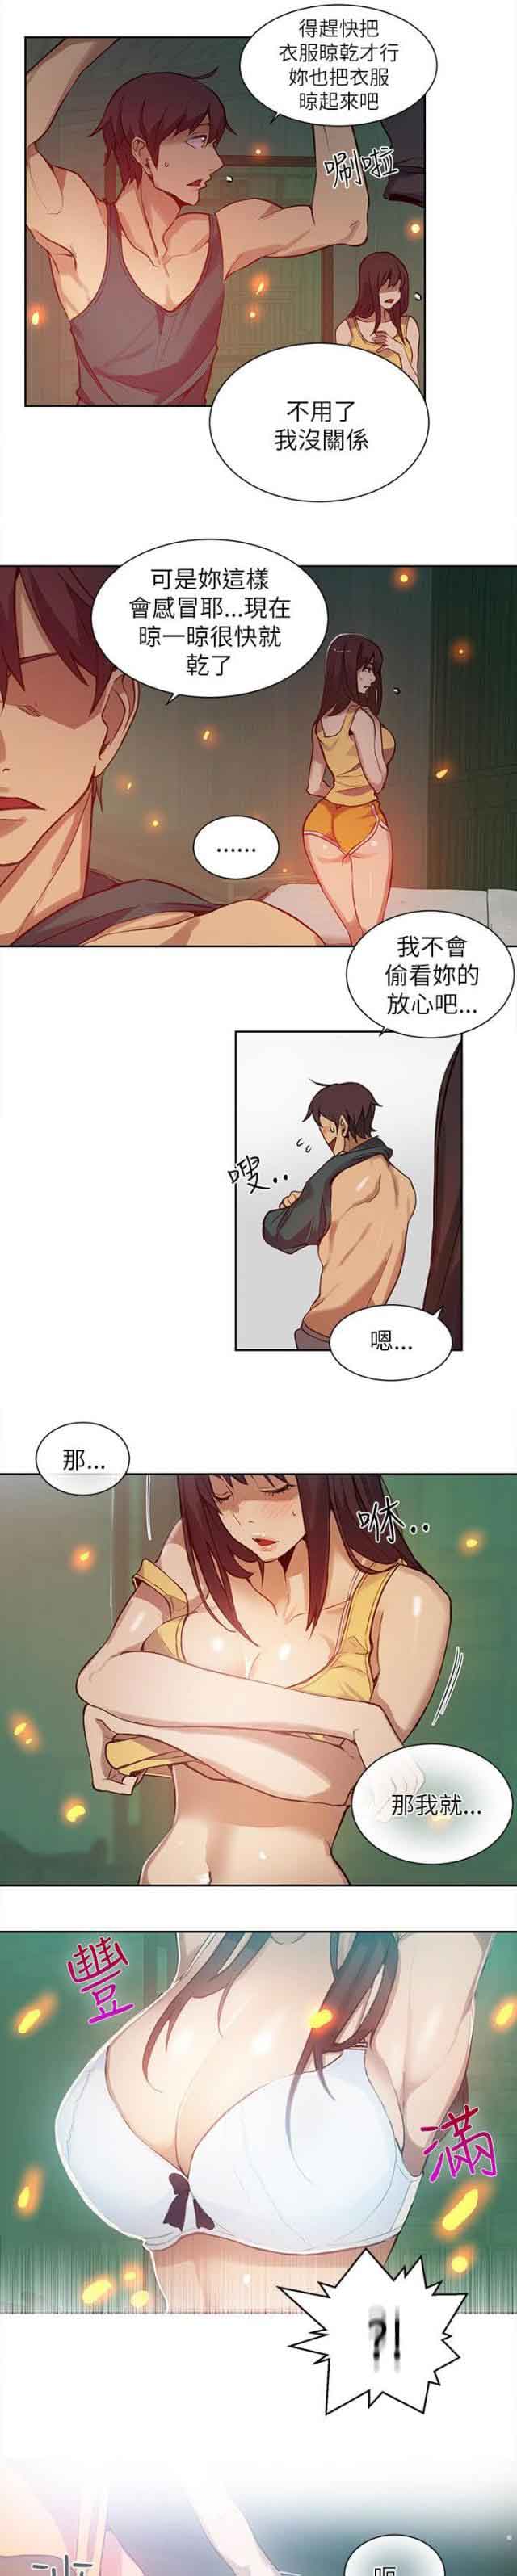 得趕快把
衣服晾乾才行
妳也把衣服
晾起來吧
唰啦
不用了
我沒關係
可是妳這樣
會感冒耶...現在
晾一晾很快就
乾了
......
我不會
偷看妳的
放心吧...
嗖..
嗯...
那...
咻..
那我就...
豐
滿
?!